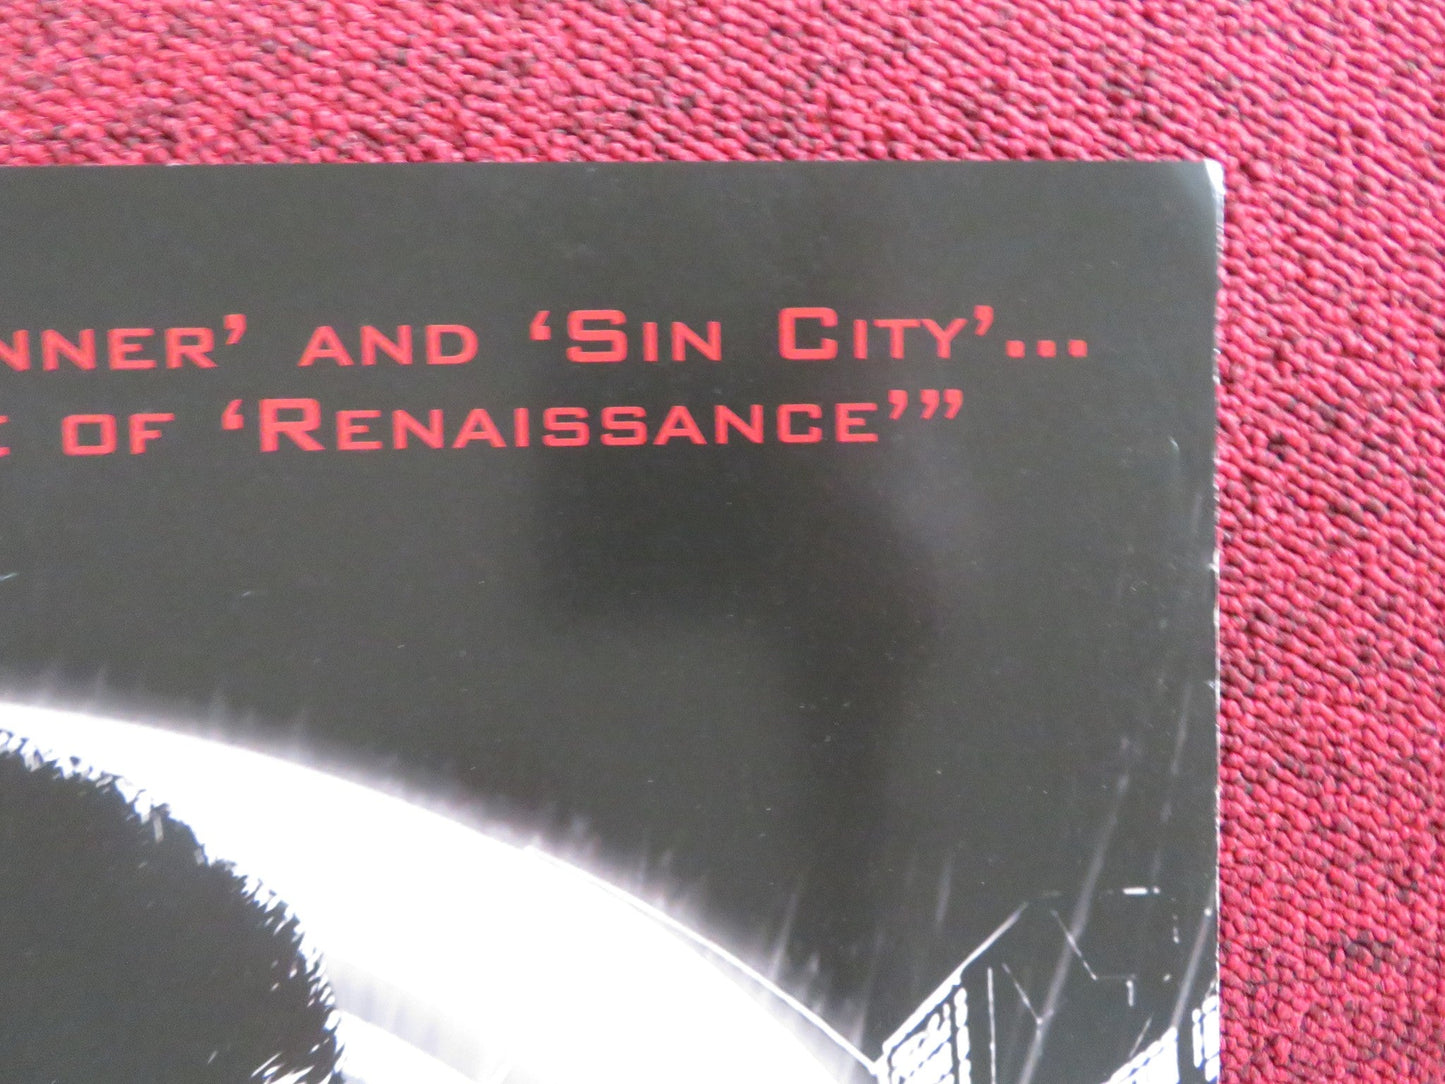 NNER’ AND ‘SIN CITY’...
E OF ‘RENAISSANCE’”